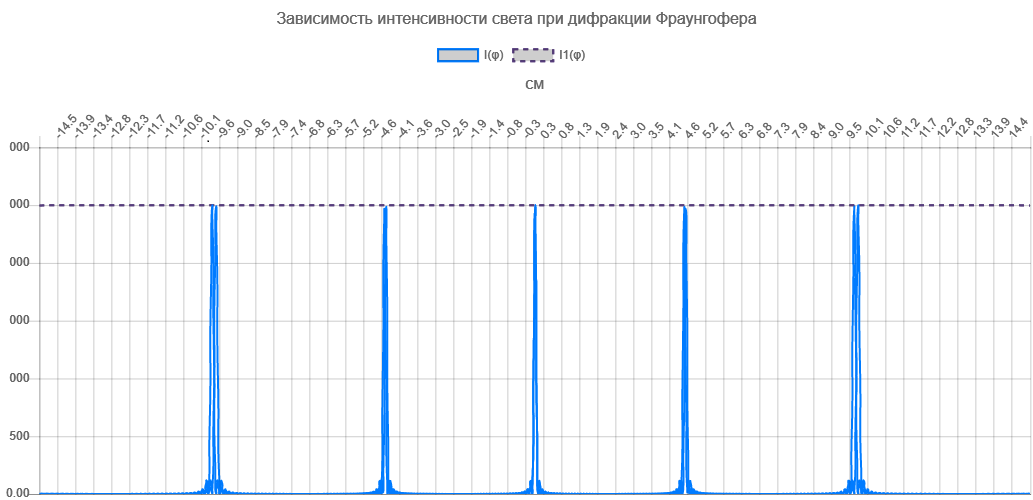 Зависимость интенсивности света при дифракции Фраунгофера
I(φ) I1(φ)
см
-14.5 -13.9 -13.4 -12.8 -12.3 -11.7 -11.2 -10.6 -10.1 -9.6 -9.0 -8.5 -7.9 -7.4 -6.8 -6.3 -5.7 -5.2 -4.6 -4.1 -3.6 -3.0 -2.5 -1.9 -1.4 -0.8 -0.3 0.3 0.8 1.3 1.9 2.4 3.0 3.5 4.1 4.6 5.2 5.7 6.3 6.8 7.3 7.9 8.4 9.0 9.5 10.1 10.6 11.2 11.7 12.2 12.8 13.3 13.9 14.4
000
000
000
000
000
500
0.00